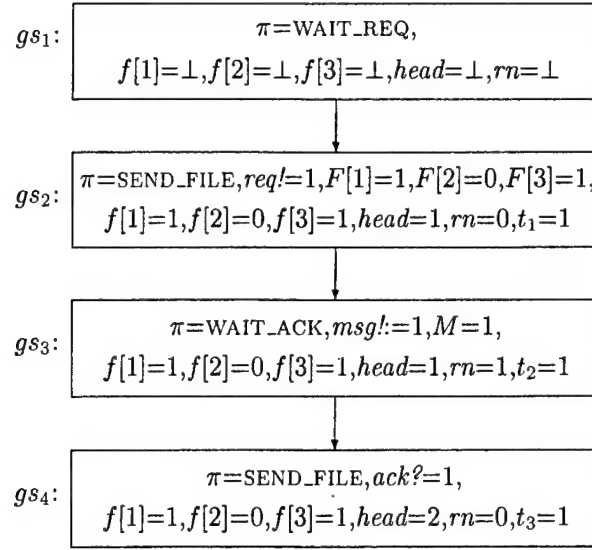 gs₁:
π=WAIT_REQ,
f[1]=⊥,f[2]=⊥,f[3]=⊥,head=⊥,rn=⊥
gs₂:
π=SEND_FILE,req!=1,F[1]=1,F[2]=0,F[3]=1,
f[1]=1,f[2]=0,f[3]=1,head=1,rn=0,t₁=1
gs₃:
π=WAIT_ACK,msg!:=1,M=1,
f[1]=1,f[2]=0,f[3]=1,head=1,rn=1,t₂=1
gs₄:
π=SEND_FILE,ack?=1,
f[1]=1,f[2]=0,f[3]=1,head=2,rn=0,t₃=1